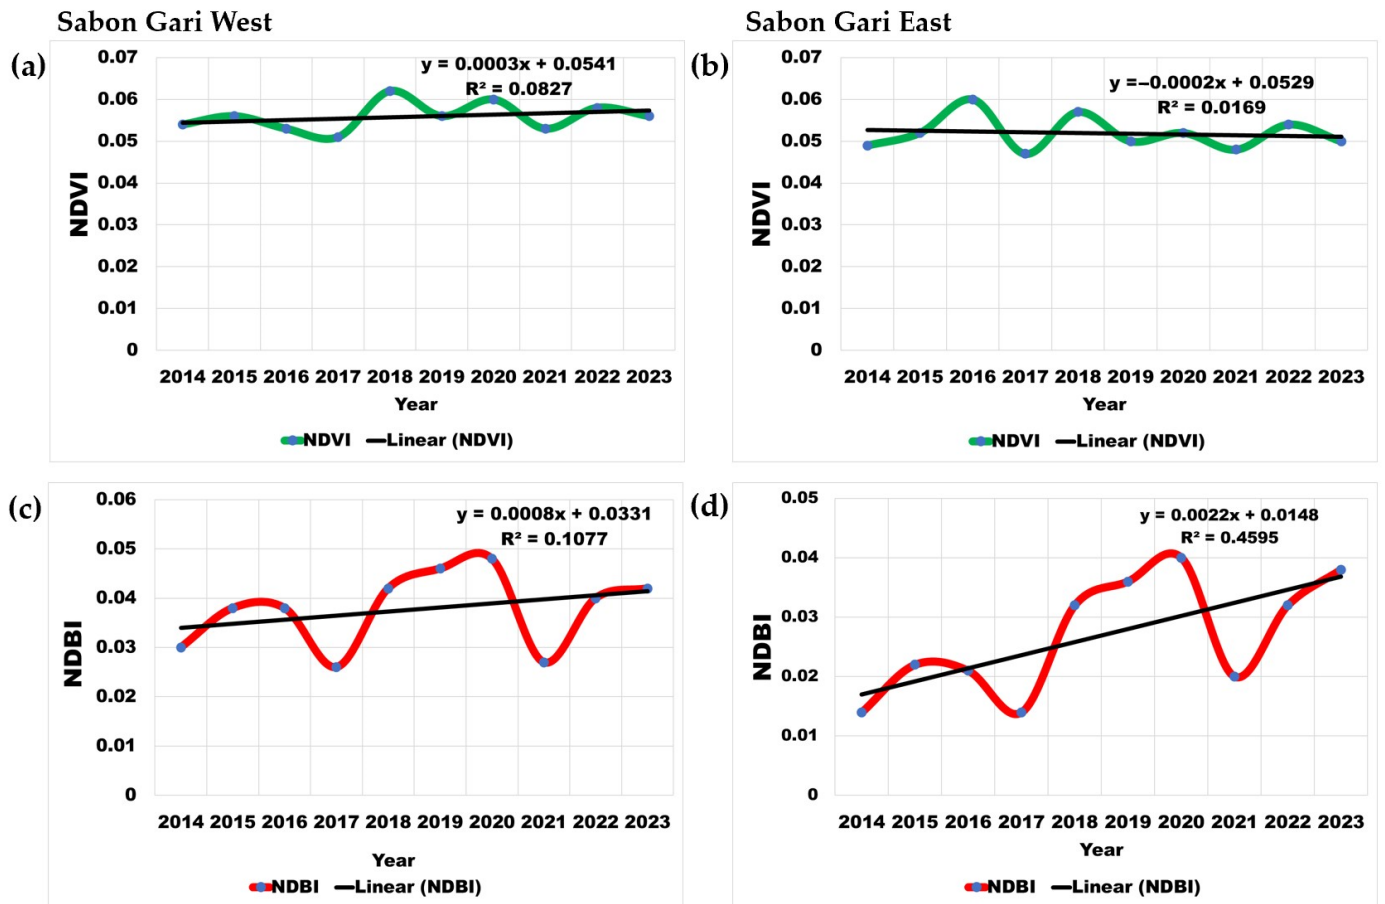 Sabon Gari West
(a)
0.07
0.06
0.05
0.04
0.03
0.02
0.01
0
NDVI
y = 0.0003x + 0.0541
R² = 0.0827
2014 2015 2016 2017 2018 2019 2020 2021 2022 2023
Year
NDVI Linear (NDVI)
Sabon Gari East
(b)
0.07
0.06
0.05
0.04
0.03
0.02
0.01
0
NDVI
y =−0.0002x + 0.0529
R² = 0.0169
2014 2015 2016 2017 2018 2019 2020 2021 2022 2023
Year
NDVI Linear (NDVI)
(c)
0.06
0.05
0.04
0.03
0.02
0.01
0
NDBI
y = 0.0008x + 0.0331
R² = 0.1077
2014 2015 2016 2017 2018 2019 2020 2021 2022 2023
Year
NDBI Linear (NDBI)
(d)
0.05
0.04
0.03
0.02
0.01
0
NDBI
y = 0.0022x + 0.0148
R² = 0.4595
2014 2015 2016 2017 2018 2019 2020 2021 2022 2023
Year
NDBI Linear (NDBI)